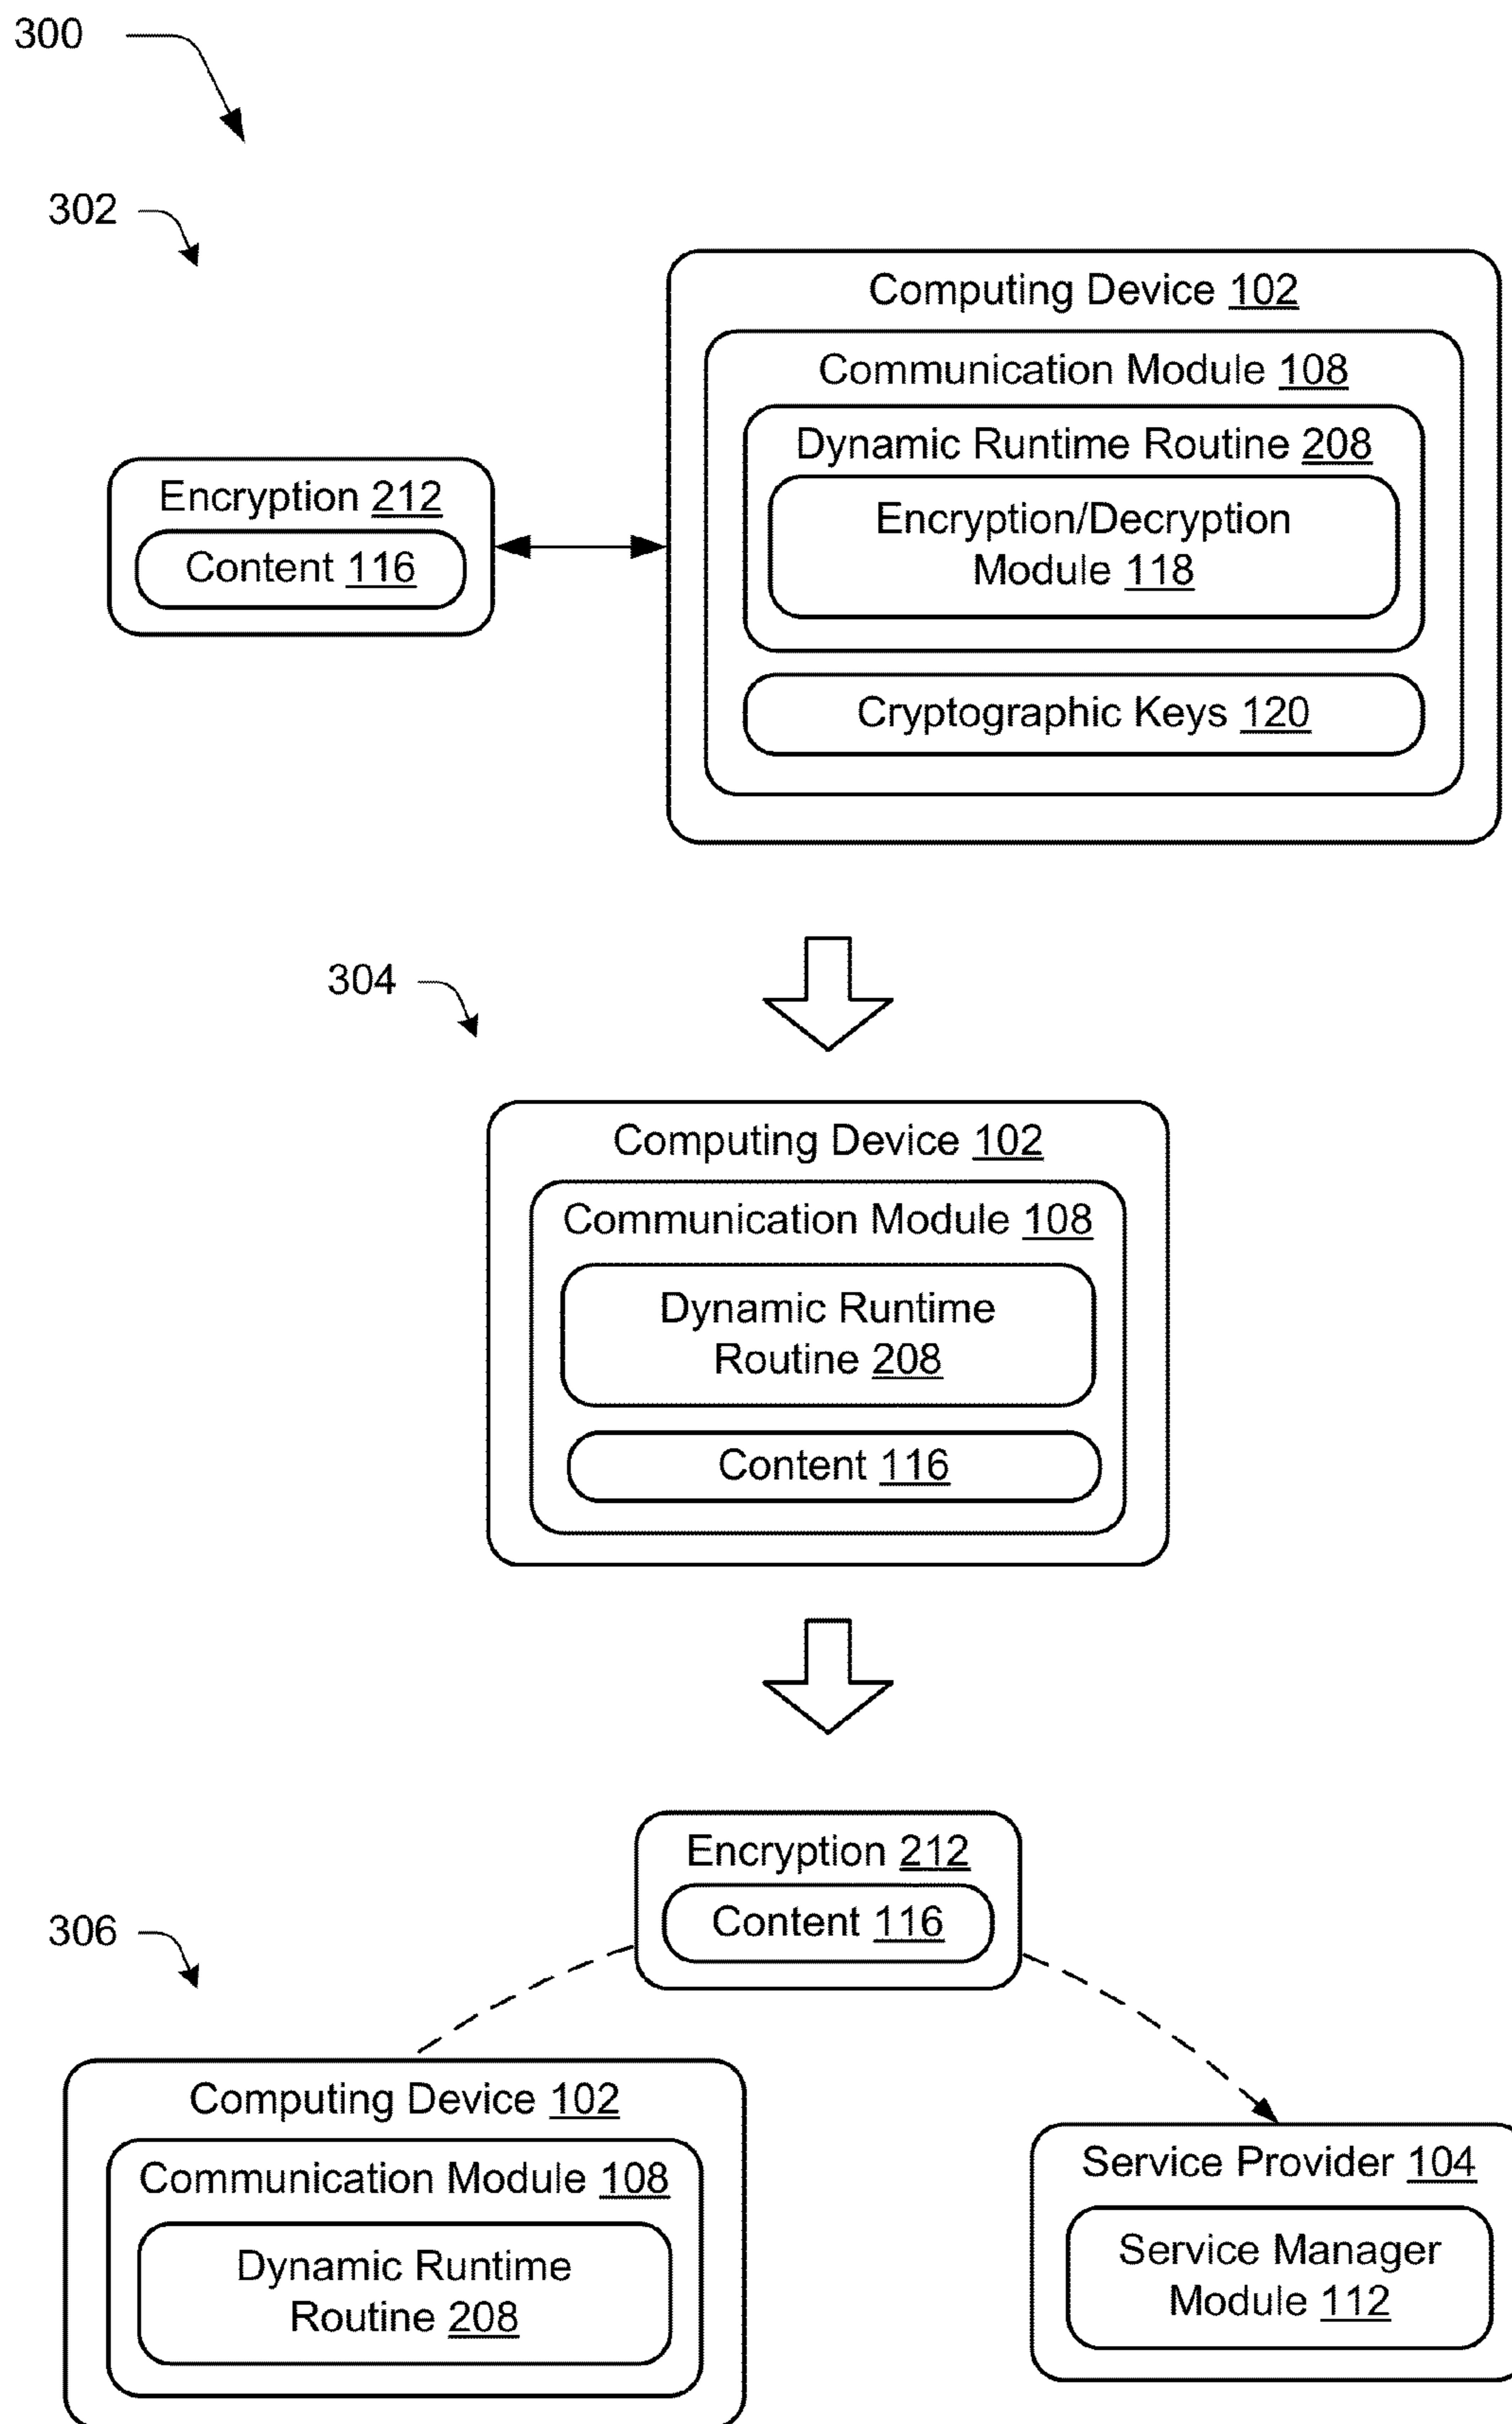 300
302
Computing Device 102
Communication Module 108
Dynamic Runtime Routine 208
Encryption/Decryption
Module 118
Cryptographic Keys 120
Encryption 212
Content 116
304
Computing Device 102
Communication Module 108
Dynamic Runtime
Routine 208
Content 116
Encryption 212
Content 116
306
Computing Device 102
Communication Module 108
Dynamic Runtime
Routine 208
Service Provider 104
Service Manager
Module 112